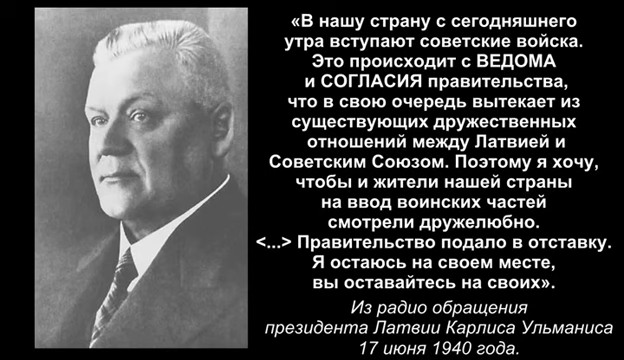 «В нашу страну с сегодняшнего
утра вступают советские войска.
Это происходит с ВЕДОМА
и СОГЛАСИЯ правительства,
что в свою очередь вытекает из
существующих дружественных
отношений между Латвией и
Советским Союзом. Поэтому я хочу,
чтобы и жители нашей страны
на ввод воинских частей
смотрели дружелюбно.
<...> Правительство подало в отставку.
Я остаюсь на своем месте,
вы оставайтесь на своих».
Из радио обращения
президента Латвии Карлиса Ульманиса
17 июня 1940 года.